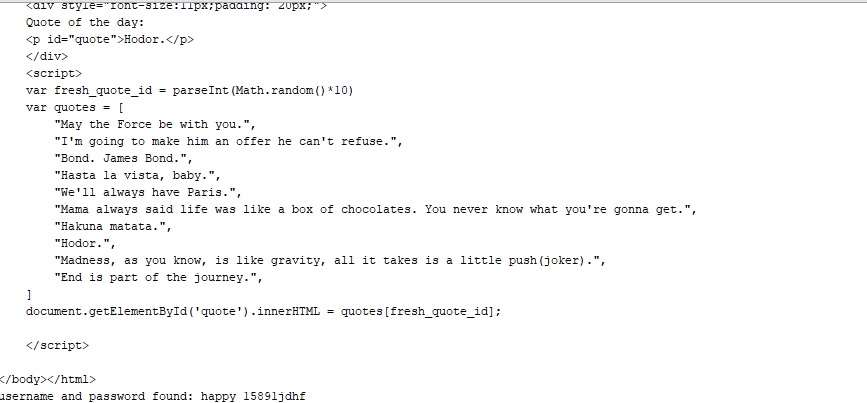 <div style="font-size:11px;padding: 20px;">
Quote of the day:
<p id="quote">Hodor.</p>
</div>
<script>
var fresh_quote_id = parseInt(Math.random()*10)
var quotes = [
"May the Force be with you.",
"I'm going to make him an offer he can't refuse.",
"Bond. James Bond.",
"Hasta la vista, baby.",
"We'll always have Paris.",
"Mama always said life was like a box of chocolates. You never know what you're gonna get.",
"Hakuna matata.",
"Hodor.",
"Madness, as you know, is like gravity, all it takes is a little push(joker).",
"End is part of the journey.",
]
document.getElementById('quote').innerHTML = quotes[fresh_quote_id];
</script>
</body></html>
username and password found: happy 15891jdhf